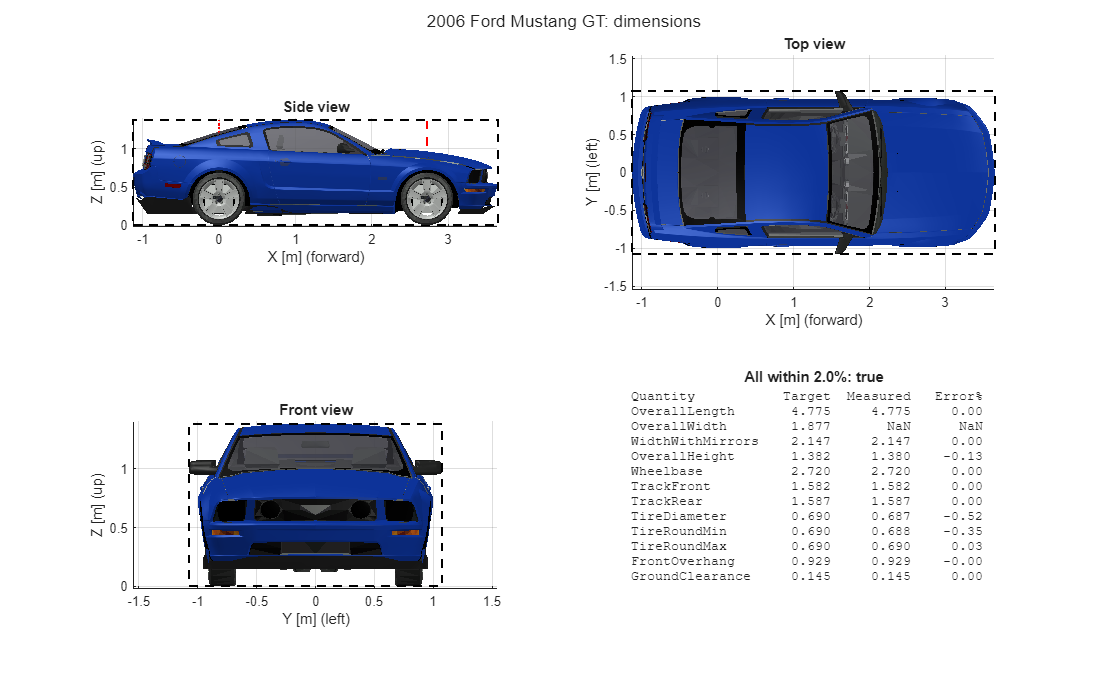 2006 Ford Mustang GT: dimensions
Side view
Z [m] (up)
1
0.5
0
-1 0 1 2 3
X [m] (forward)
Top view
Y [m] (left)
1.5
1
0.5
0
-0.5
-1
-1.5
-1 0 1 2 3
X [m] (forward)
Front view
Z [m] (up)
1
0.5
0
-1.5 -1 -0.5 0 0.5 1 1.5
Y [m] (left)
All within 2.0%: true
Quantity Target Measured Error%
OverallLength 4.775 4.775 0.00
OverallWidth 1.877 NaN NaN
WidthWithMirrors 2.147 2.147 0.00
OverallHeight 1.382 1.380 -0.13
Wheelbase 2.720 2.720 0.00
TrackFront 1.582 1.582 0.00
TrackRear 1.587 1.587 0.00
TireDiameter 0.690 0.687 -0.52
TireRoundMin 0.690 0.688 -0.35
TireRoundMax 0.690 0.690 0.03
FrontOverhang 0.929 0.929 -0.00
GroundClearance 0.145 0.145 0.00